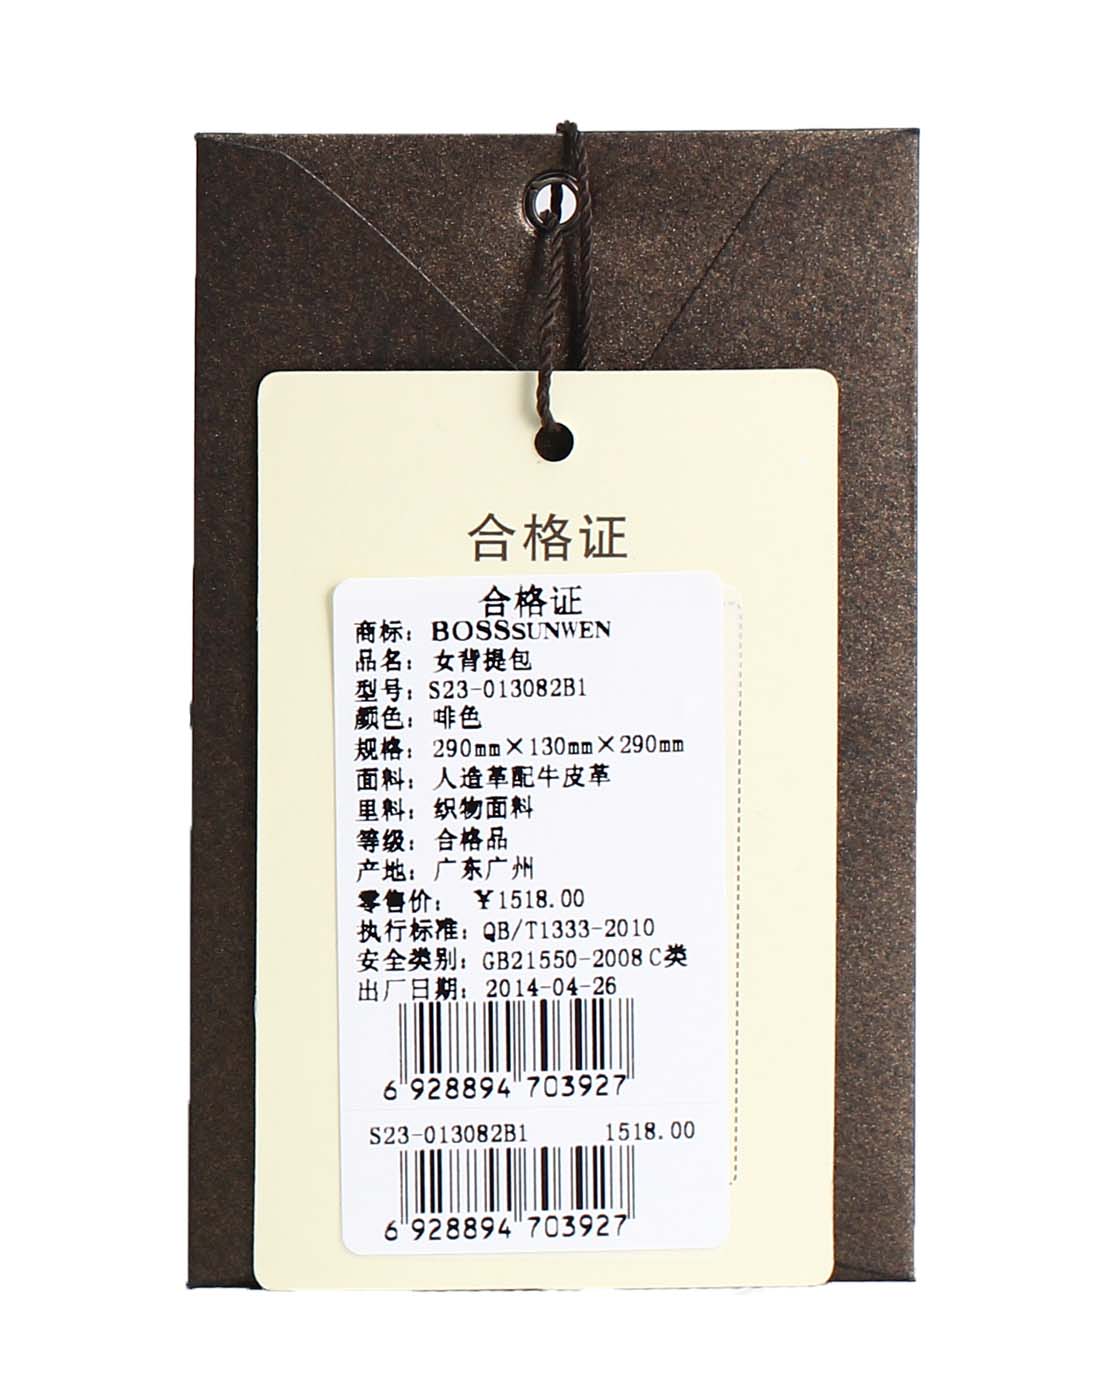 合格证
合格证
商标：BOSSSUNWEN
品名：女背提包
型号：S23-013082B1
颜色：啡色
规格：290mm×130mm×290mm
面料：人造革配牛皮革
里料：织物面料
等级：合格品
产地：广东广州
零售价：￥1518.00
执行标准：QB/T1333-2010
安全类别：GB21550-2008C类
出厂日期：2014-04-26
6 928894 703927
S23-013082B1 1518.00
6 928894 703927